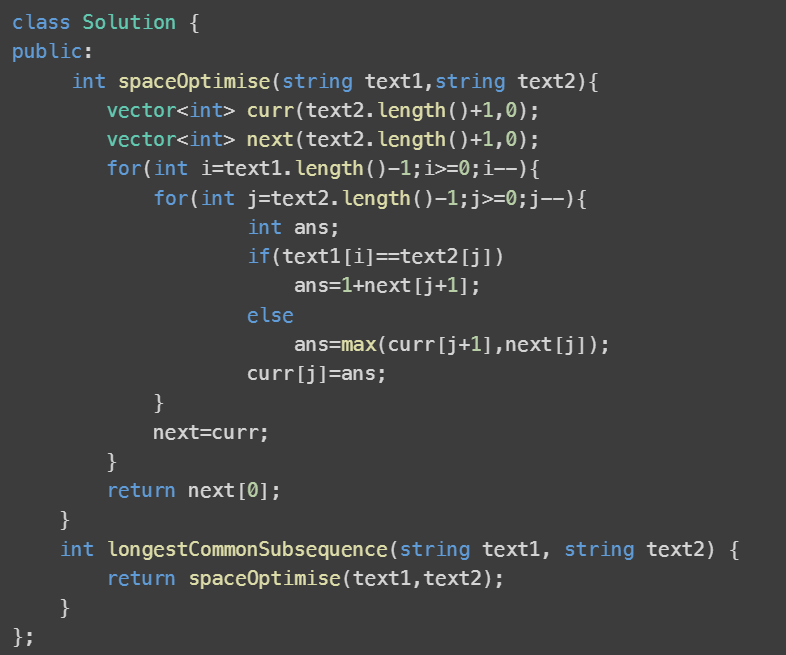 class Solution {
public:
     int spaceOptimise(string text1,string text2){
        vector<int> curr(text2.length()+1,0);
        vector<int> next(text2.length()+1,0);
        for(int i=text1.length()-1;i>=0;i--){
            for(int j=text2.length()-1;j>=0;j--){
                    int ans;
                    if(text1[i]==text2[j])
                        ans=1+next[j+1];
                    else
                        ans=max(curr[j+1],next[j]);
                    curr[j]=ans;
            }
            next=curr;
        }
        return next[0];
    }
    int longestCommonSubsequence(string text1, string text2) {
        return spaceOptimise(text1,text2);
    }
};